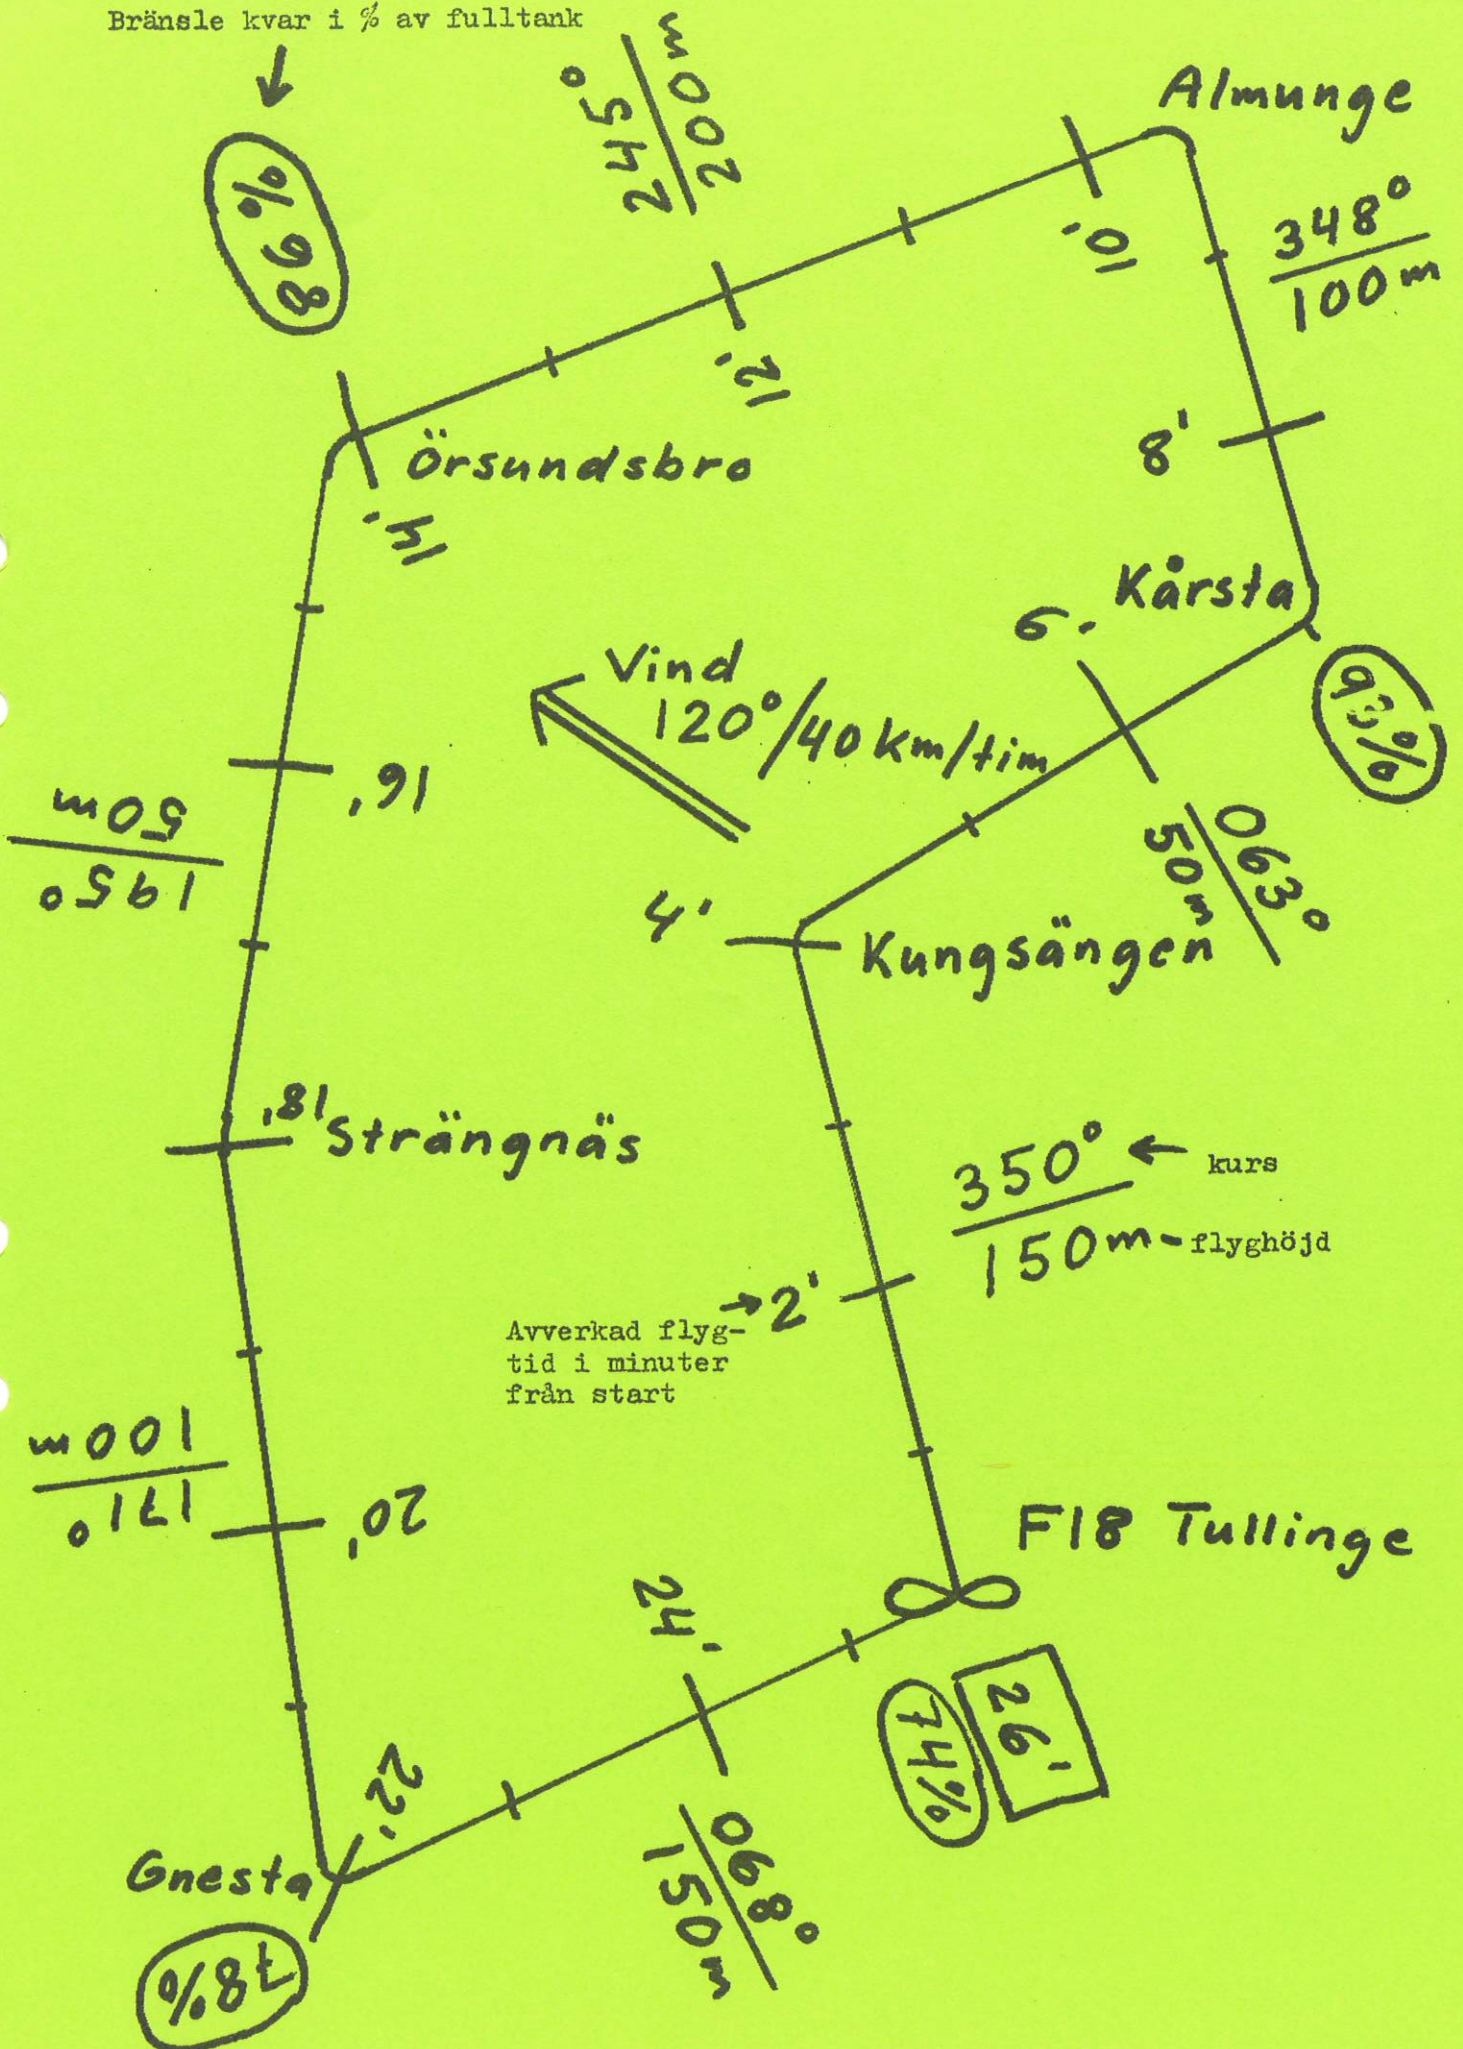 Bränsle kvar i % av fulltank
86%
245°
200m
Almunge
10'
348°
100m
12'
8'
Örsundsbro
14'
Kårsta
6'
93%
Vind
120°/40 Km/tim
063°
50m
16'
195°
50m
4'
Kungsängen
18'
Strängnäs
350° ← kurs
150m - flyghöjd
→ 2'
Avverkad flyg-
tid i minuter
från start
171°
100m
20'
F18 Tullinge
24'
26'
74%
22'
068°
150m
Gnesta
78%